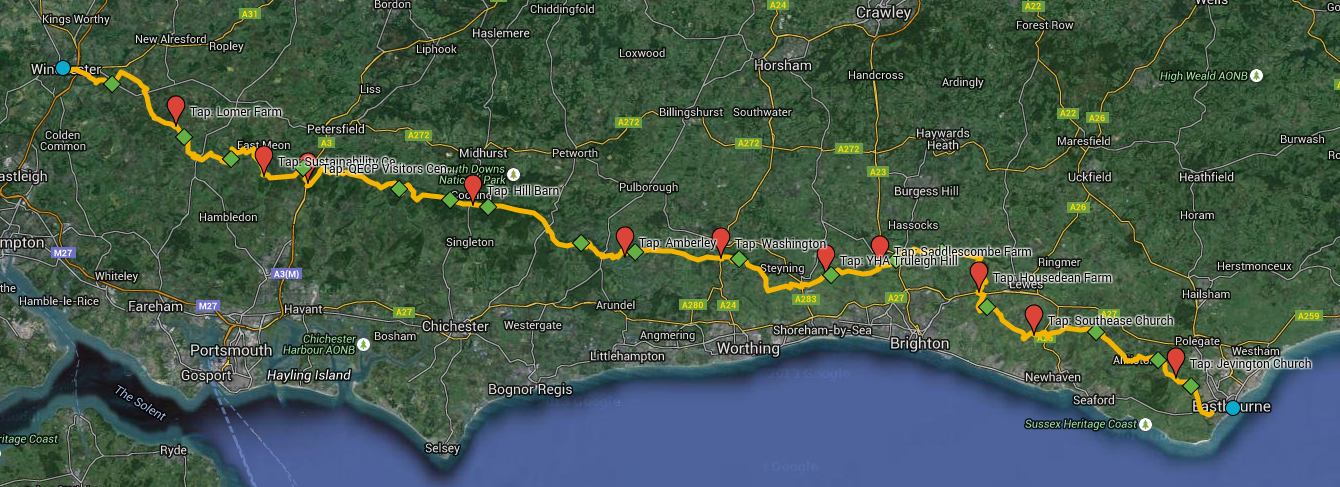 Kings Worthy
A31
Bordon
Chiddingfold
A24
Crawley
A22
Forest Row
Wells
New Alresford
Ropley
Liphook
Haslemere
Loxwood
Horsham
Handcross
Ardingly
High Weald AONB
Winchester
Liss
Tap: Lomer Farm
Billingshurst
Southwater
A22
A26
Colden
Common
Petersfield
A272
A272
A272
A272
Haywards
Heath
Maresfield
Burwash
East Meon
A3
Midhurst
Petworth
Tap: Sustainability Ce
Tap: QECP Visitors Cen
South Downs
National Park
A23
Uckfield
Heathfield
Eastleigh
Tap: Hill Barn
Cocking
Pulborough
Burgess Hill
A26
Hambledon
Horam
Hassocks
Southampton
M27
Singleton
Tap: Amberley
Tap: Washington
Tap: Saddlescombe Farm
Tap: YHA Truleigh Hill
Ringmer
Steyning
Herstmonceux
Whiteley
A3(M)
Tap: Housedean Farm
Lewes
Hamble-le-Rice
Fareham
M27
Havant
A27
Arundel
A280
A24
A283
A27
Hailsham
Chichester
Westergate
Angmering
Shoreham-by-Sea
Tap: Southease Church
A27
A259
A26
Bosham
Chichester
Harbour AONB
Portsmouth
Littlehampton
Worthing
Brighton
Polegate
Westham
Tap: Jevington Church
Gosport
Hayling Island
Bognor Regis
Newhaven
Seaford
Eastbourne
The Solent
Sussex Heritage Coast
Heritage Coast
Ryde
Selsey
Google